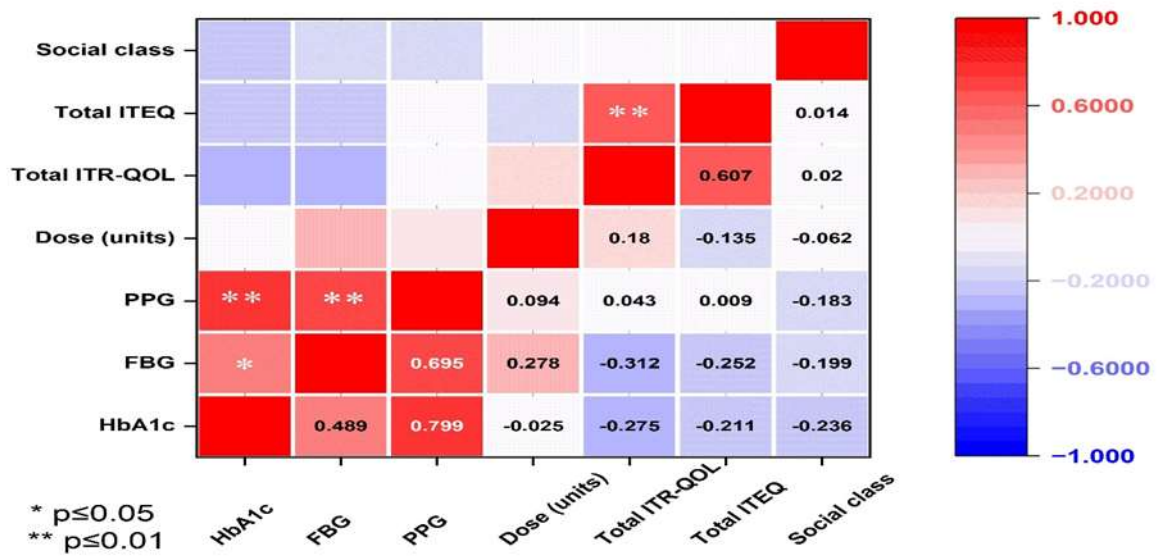 1.000
Social class
Total ITEQ ** 0.014
0.6000
Total ITR-QOL 0.607 0.02
0.2000
Dose (units) 0.18 -0.135 -0.062
−0.2000
PPG ** ** 0.094 0.043 0.009 -0.183
FBG * 0.695 0.278 -0.312 -0.252 -0.199
−0.6000
HbA1c 0.489 0.799 -0.025 -0.275 -0.211 -0.236
−1.000
HbA1c FBG PPG Dose (units) Total ITR-QOL Total ITEQ Social class
* p≤0.05
** p≤0.01